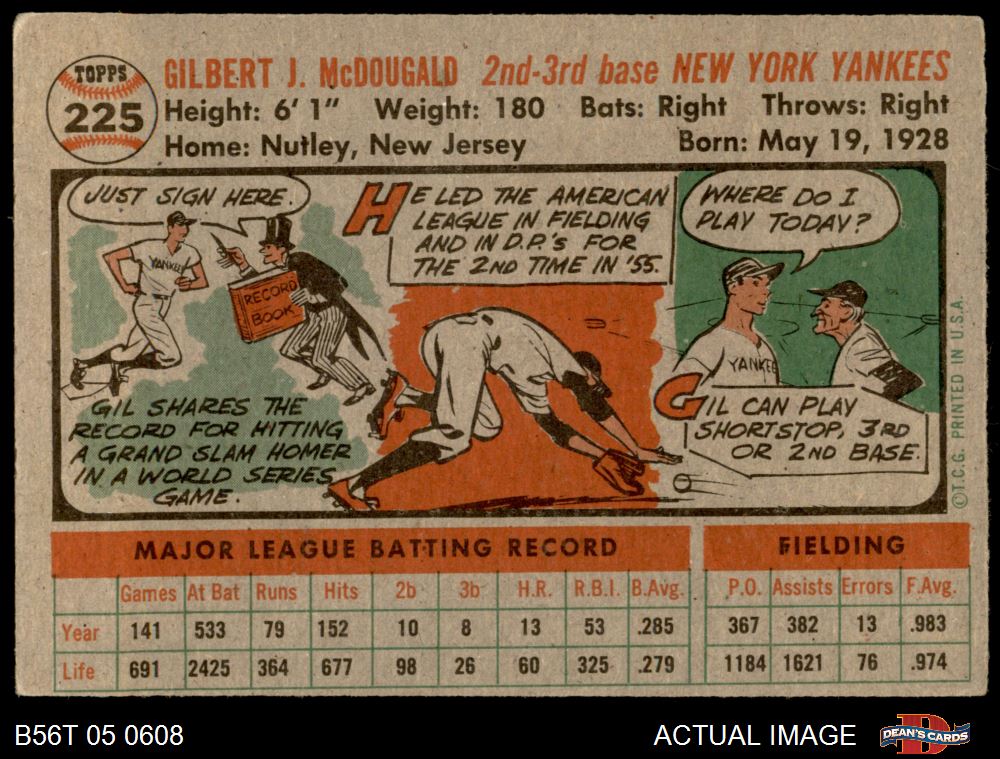 TOPPS
225
GILBERT J. McDOUGALD 2nd-3rd base NEW YORK YANKEES
Height: 6' 1" Weight: 180 Bats: Right Throws: Right
Home: Nutley, New Jersey Born: May 19, 1928
JUST SIGN HERE.
YANKEE
RECORD
BOOK
GIL SHARES THE
RECORD FOR HITTING
A GRAND SLAM HOMER
IN A WORLD SERIES
GAME.
HE LED THE AMERICAN
LEAGUE IN FIELDING
AND IN D.P.'S FOR
THE 2ND TIME IN '55.
WHERE DO I
PLAY TODAY?
YANKEE
GIL CAN PLAY
SHORTSTOP, 3RD
OR 2ND BASE.
©T.C.G. PRINTED IN U.S.A.
MAJOR LEAGUE BATTING RECORD FIELDING
Games At Bat Runs Hits 2b 3b H.R. R.B.I. B.Avg. P.O. Assists Errors F.Avg.
Year 141 533 79 152 10 8 13 53 .285 367 382 13 .983
Life 691 2425 364 677 98 26 60 325 .279 1184 1621 76 .974
B56T 05 0608 ACTUAL IMAGE
D
DEAN'S CARDS